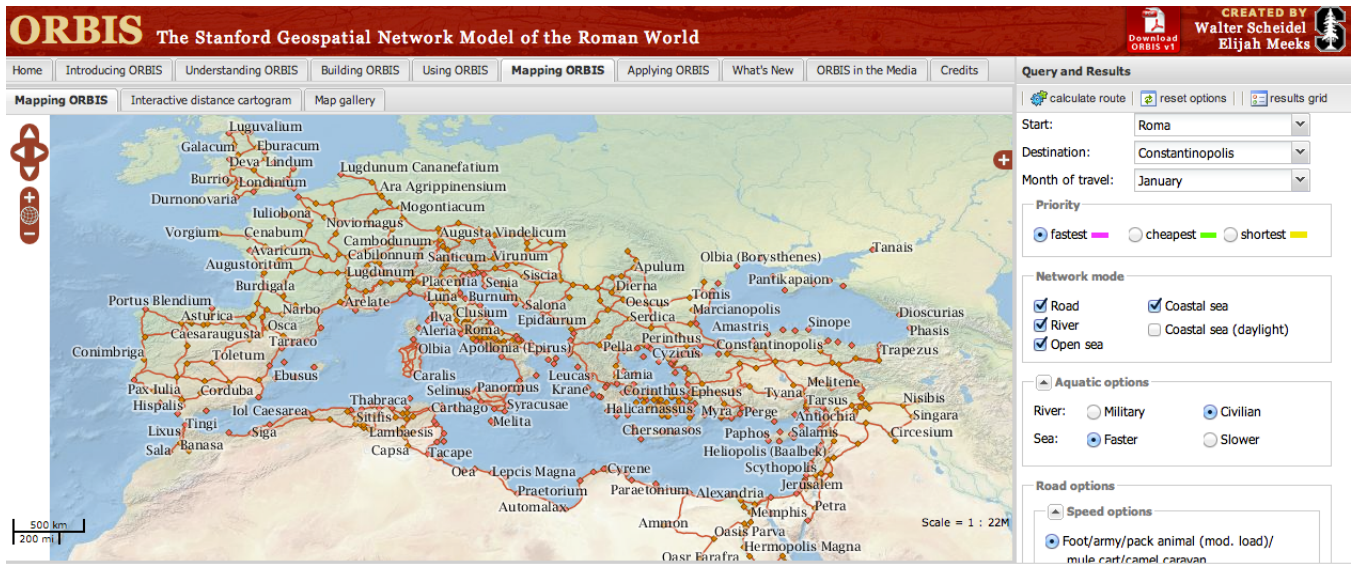 ORBIS The Stanford Geospatial Network Model of the Roman World
Download
ORBIS v1
CREATED BY
Walter Scheidel
Elijah Meeks
Home Introducing ORBIS Understanding ORBIS Building ORBIS Using ORBIS Mapping ORBIS Applying ORBIS What's New ORBIS in the Media Credits
Mapping ORBIS Interactive distance cartogram Map gallery
Luguvalium
Galacum Eburacum
Deva Lindum
Lugdunum Cananefatium
Burrio Londinium
Ara Agrippinensium
Durnonovaria
Mogontiacum
Iuliobona
Noviomagus
Vorgium Cenabum
Augusta Vindelicum
Cambodunum
Avaricum
Cabilonnum Santicum Virunum
Tanais
Augustoritum
Olbia (Borysthenes)
Lugdunum
Apulum
Siscia
Pantikapaion
Burdigala
Placentia Senia
Dierna
Portus Blendium
Arelate
Luna Burnum
Tomis
Narbo
Salona
Oescus
Asturica
Ilva Clusium
Marcianopolis
Dioscurias
Osca
Epidaurum
Serdica
Amastris Sinope
Caesaraugusta
Aleria Roma
Perinthus
Phasis
Tarraco
Conimbriga
Toletum
Olbia Apollonia (Epirus)
Pella
Constantinopolis
Cyzicus
Trapezus
Ebusus
Caralis
Leucas
Lamia
Pax Iulia Corduba
Selinus Panormus
Krane
Corinthus Ephesus
Tyana
Melitene
Hispalis
Thabraca
Tarsus
Nisibis
Iol Caesarea
Carthago Syracusae
Halicarnassus Myra Perge
Antiochia
Singara
Tingi
Sitifis
Melita
Lixus
Siga
Lambaesis
Chersonasos
Paphos Salamis
Circesium
Sala Banasa
Capsa Tacape
Heliopolis (Baalbek)
Oea Lepcis Magna
Cyrene
Scythopolis
Praetorium
Paraetonium Alexandria
Jerusalem
Automalax
Memphis Petra
Ammon
Oasis Parva
Hermopolis Magna
Qasr Farafra
500 km
200 mi
Scale = 1 : 22M
Query and Results
calculate route reset options results grid
Start: Roma
Destination: Constantinopolis
Month of travel: January
Priority
fastest cheapest shortest
Network mode
Road Coastal sea
River Coastal sea (daylight)
Open sea
Aquatic options
River: Military Civilian
Sea: Faster Slower
Road options
Speed options
Foot/army/pack animal (mod. load)/
mule cart/camel caravan